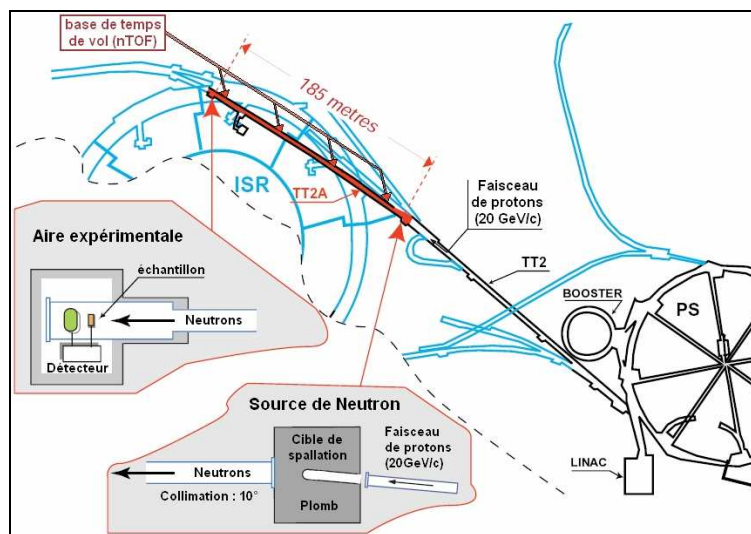 base de temps
de vol (nTOF)
185 metres
ISR
TT2A
Faisceau
de protons
(20 GeV/c)
TT2
BOOSTER
PS
LINAC
Aire expérimentale
échantillon
Neutrons
Détecteur
Source de Neutron
Cible de
spallation
Plomb
Neutrons
Collimation : 10°
Faisceau
de protons
(20GeV/c)